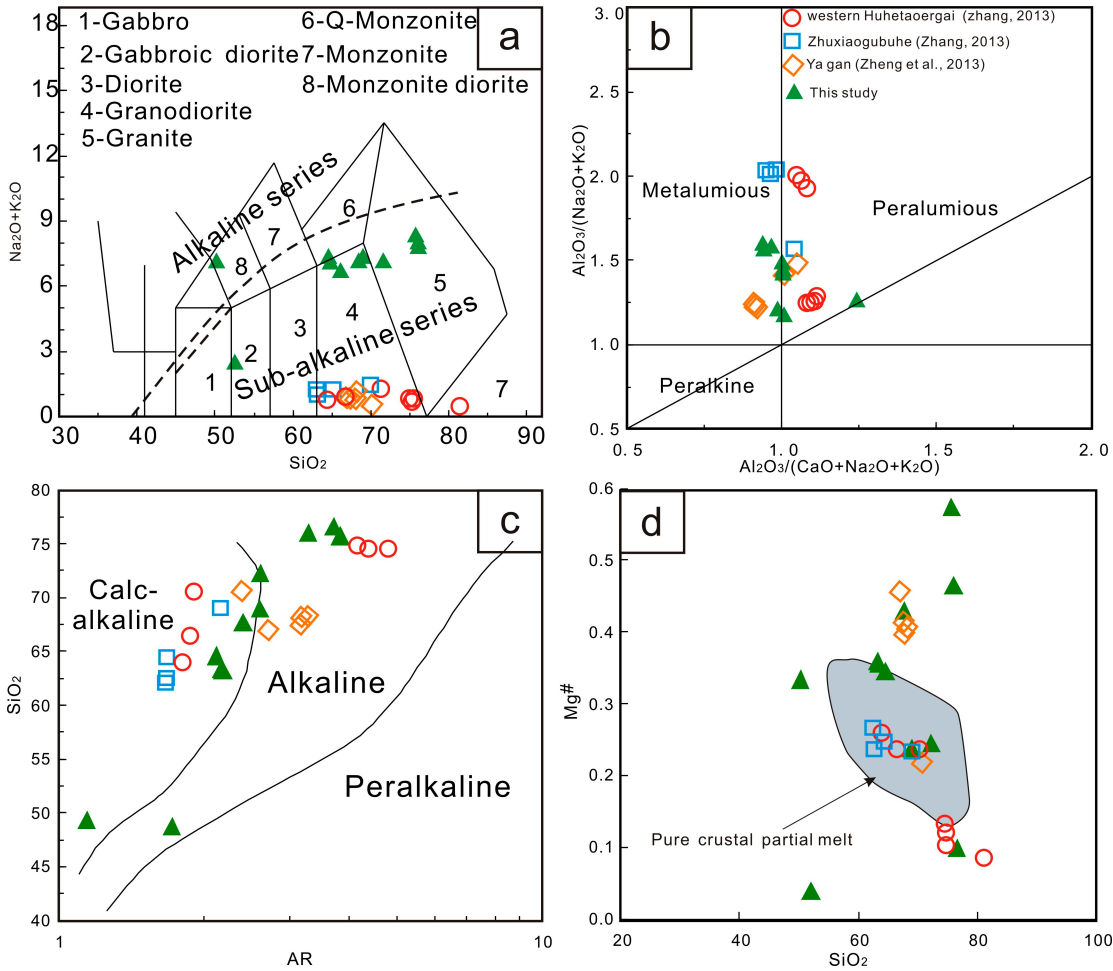 18
15
12
9
6
3
0
Na2O+K2O
1-Gabbro
2-Gabbroic diorite
3-Diorite
4-Granodiorite
5-Granite
6-Q-Monzonite
7-Monzonite
8-Monzonite diorite
a
Alkaline series
Sub-alkaline series
8
7
6
1
2
3
4
5
7
30
40
50
60
70
80
90
SiO2
3.0
2.5
2.0
1.5
1.0
0.5
Al2O3/(Na2O+K2O)
b
western Huhetaoergai (zhang, 2013)
Zhuxiaogubuhe (Zhang, 2013)
Ya gan (Zheng et al., 2013)
This study
Metalumious
Peralumious
Peralkine
0.5
1.0
1.5
2.0
Al2O3/(CaO+Na2O+K2O)
80
75
70
65
60
55
50
45
40
SiO2
c
Calc-
alkaline
Alkaline
Peralkaline
1
10
AR
0.6
0.5
0.4
0.3
0.2
0.1
0.0
Mg#
d
Pure crustal partial melt
20
40
60
80
100
SiO2